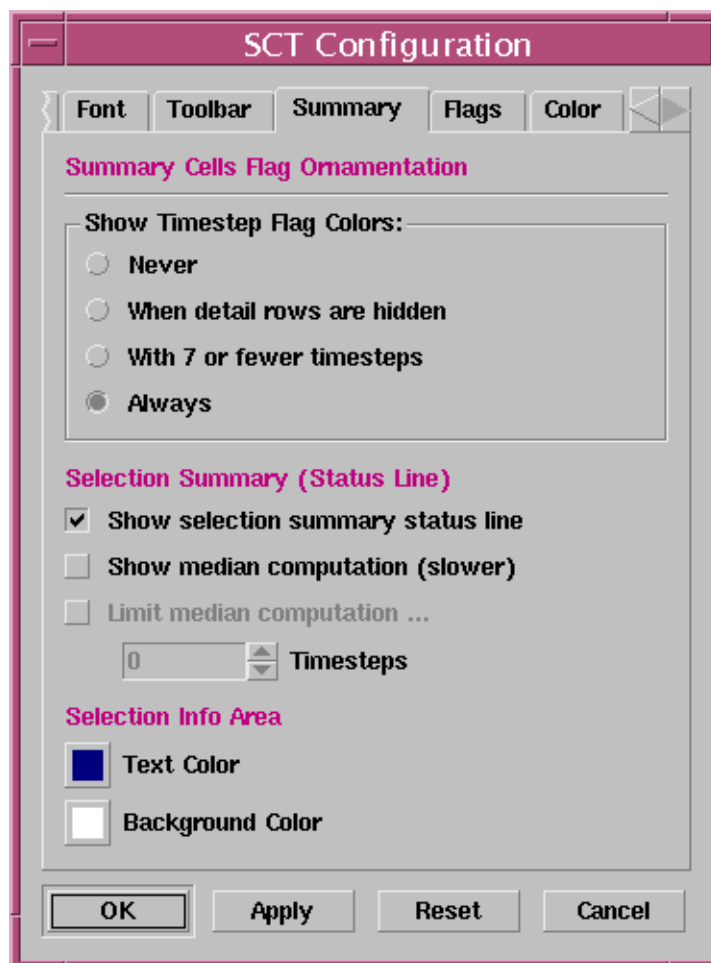 SCT Configuration
Font Toolbar Summary Flags Color
Summary Cells Flag Ornamentation
Show Timestep Flag Colors:
Never
When detail rows are hidden
With 7 or fewer timesteps
Always
Selection Summary (Status Line)
Show selection summary status line
Show median computation (slower)
Limit median computation ...
0 Timesteps
Selection Info Area
Text Color
Background Color
OK Apply Reset Cancel